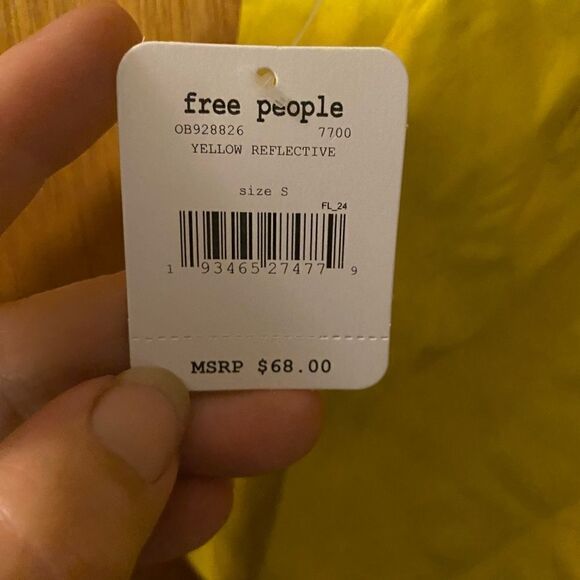 free people
OB928826 7700
YELLOW REFLECTIVE
size S
FL_24
1 93465 27477 9
MSRP $68.00